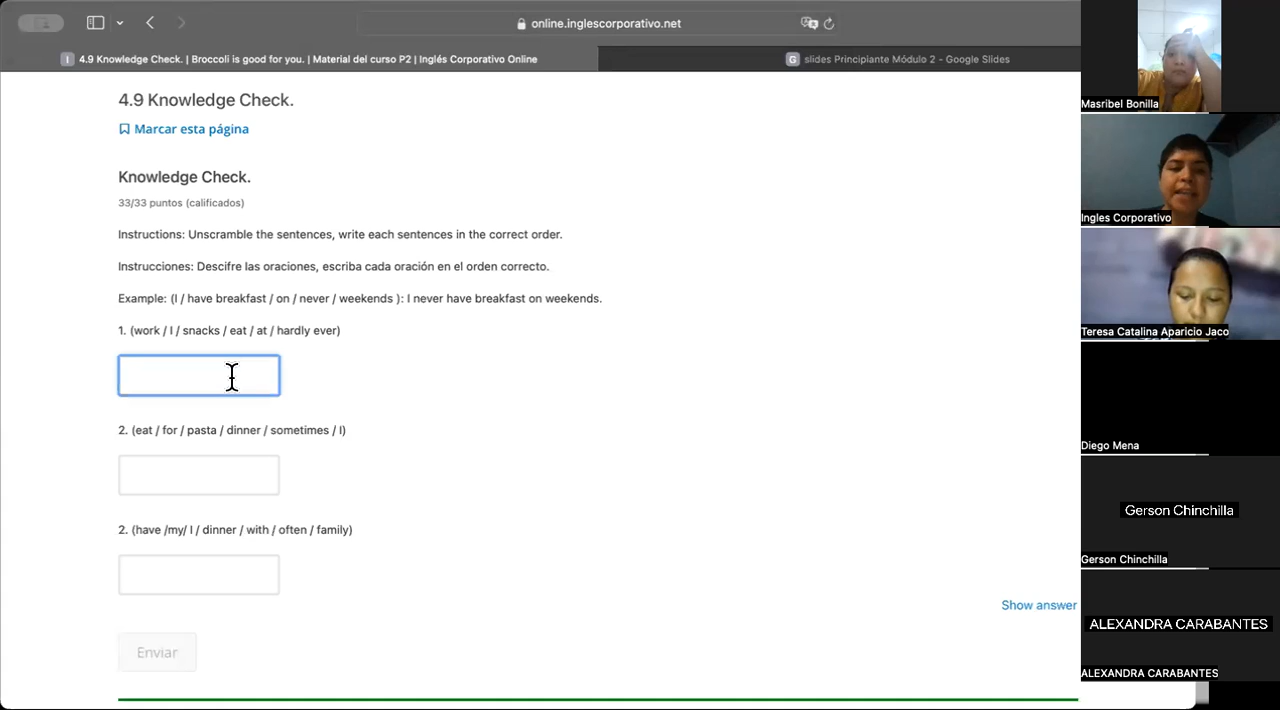 online.inglescorporativo.net
I 4.9 Knowledge Check. | Broccoli is good for you. | Material del curso P2 | Inglés Corporativo Online
G slides Principiante Módulo 2 - Google Slides
4.9 Knowledge Check.
Marcar esta página
Knowledge Check.
33/33 puntos (calificados)
Instructions: Unscramble the sentences, write each sentences in the correct order.
Instrucciones: Descifre las oraciones, escriba cada oración en el orden correcto.
Example: (I / have breakfast / on / never / weekends ): I never have breakfast on weekends.
1. (work / I / snacks / eat / at / hardly ever)
2. (eat / for / pasta / dinner / sometimes / I)
2. (have /my/ I / dinner / with / often / family)
Show answer
Enviar
Masribel Bonilla
Ingles Corporativo
Teresa Catalina Aparicio Jaco
Diego Mena
Gerson Chinchilla
Gerson Chinchilla
ALEXANDRA CARABANTES
ALEXANDRA CARABANTES